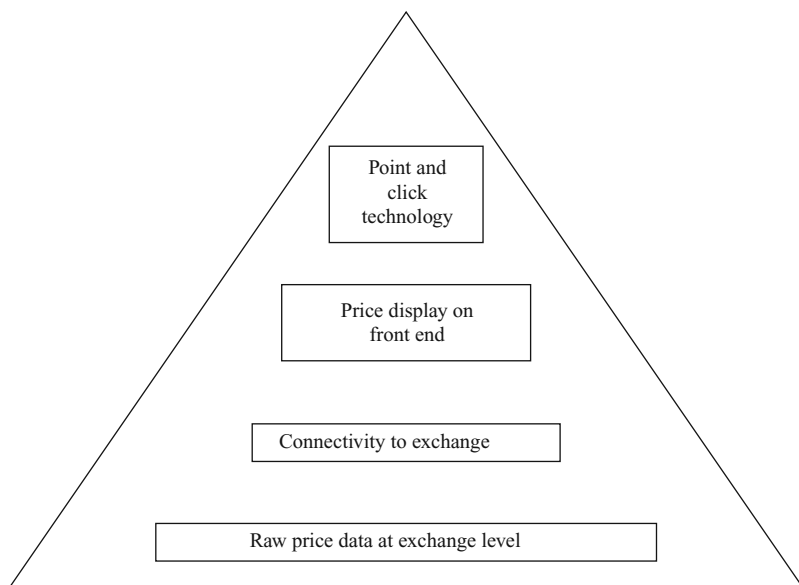 Point and
click
technology
Price display on
front end
Connectivity to exchange
Raw price data at exchange level